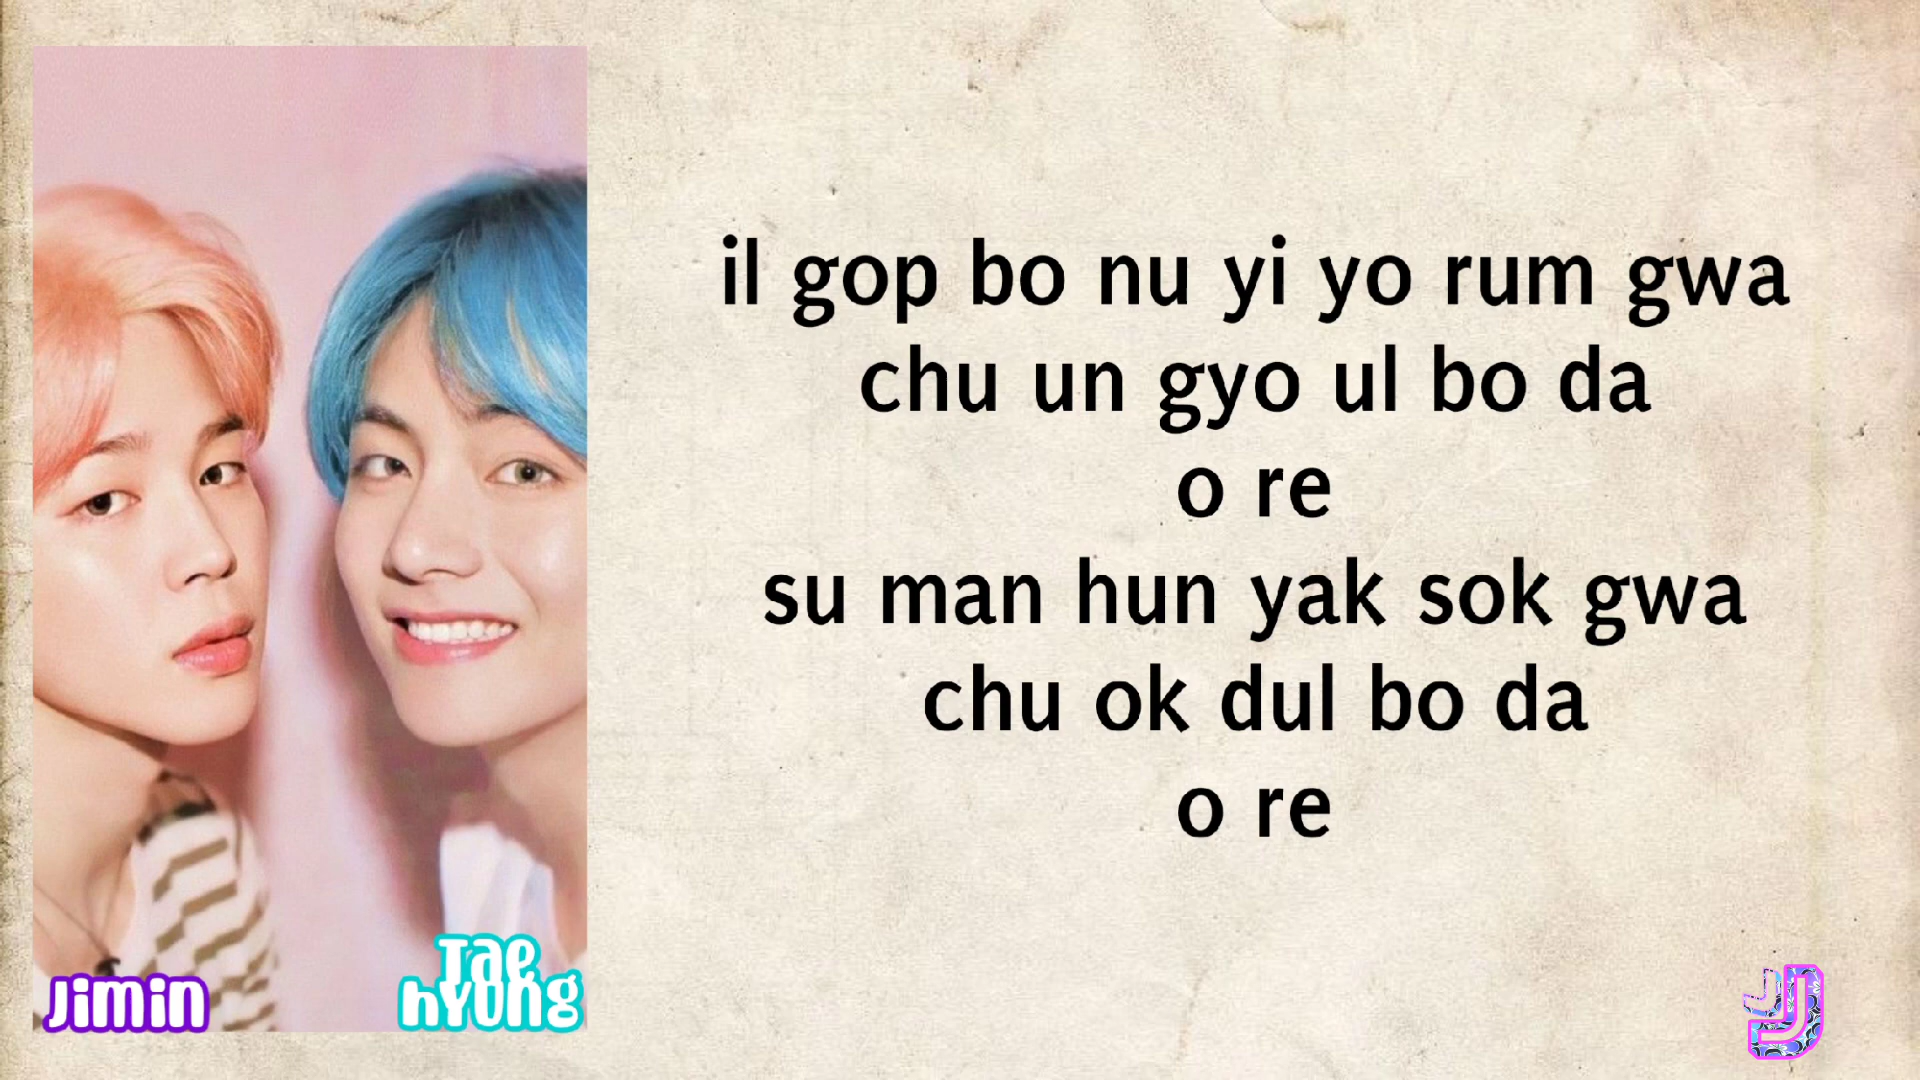 il gop bo nu yi yo rum gwa
chu un gyo ul bo da
o re
su man hun yak sok gwa
chu ok dul bo da
o re
Jimin
Tae
hyung
J